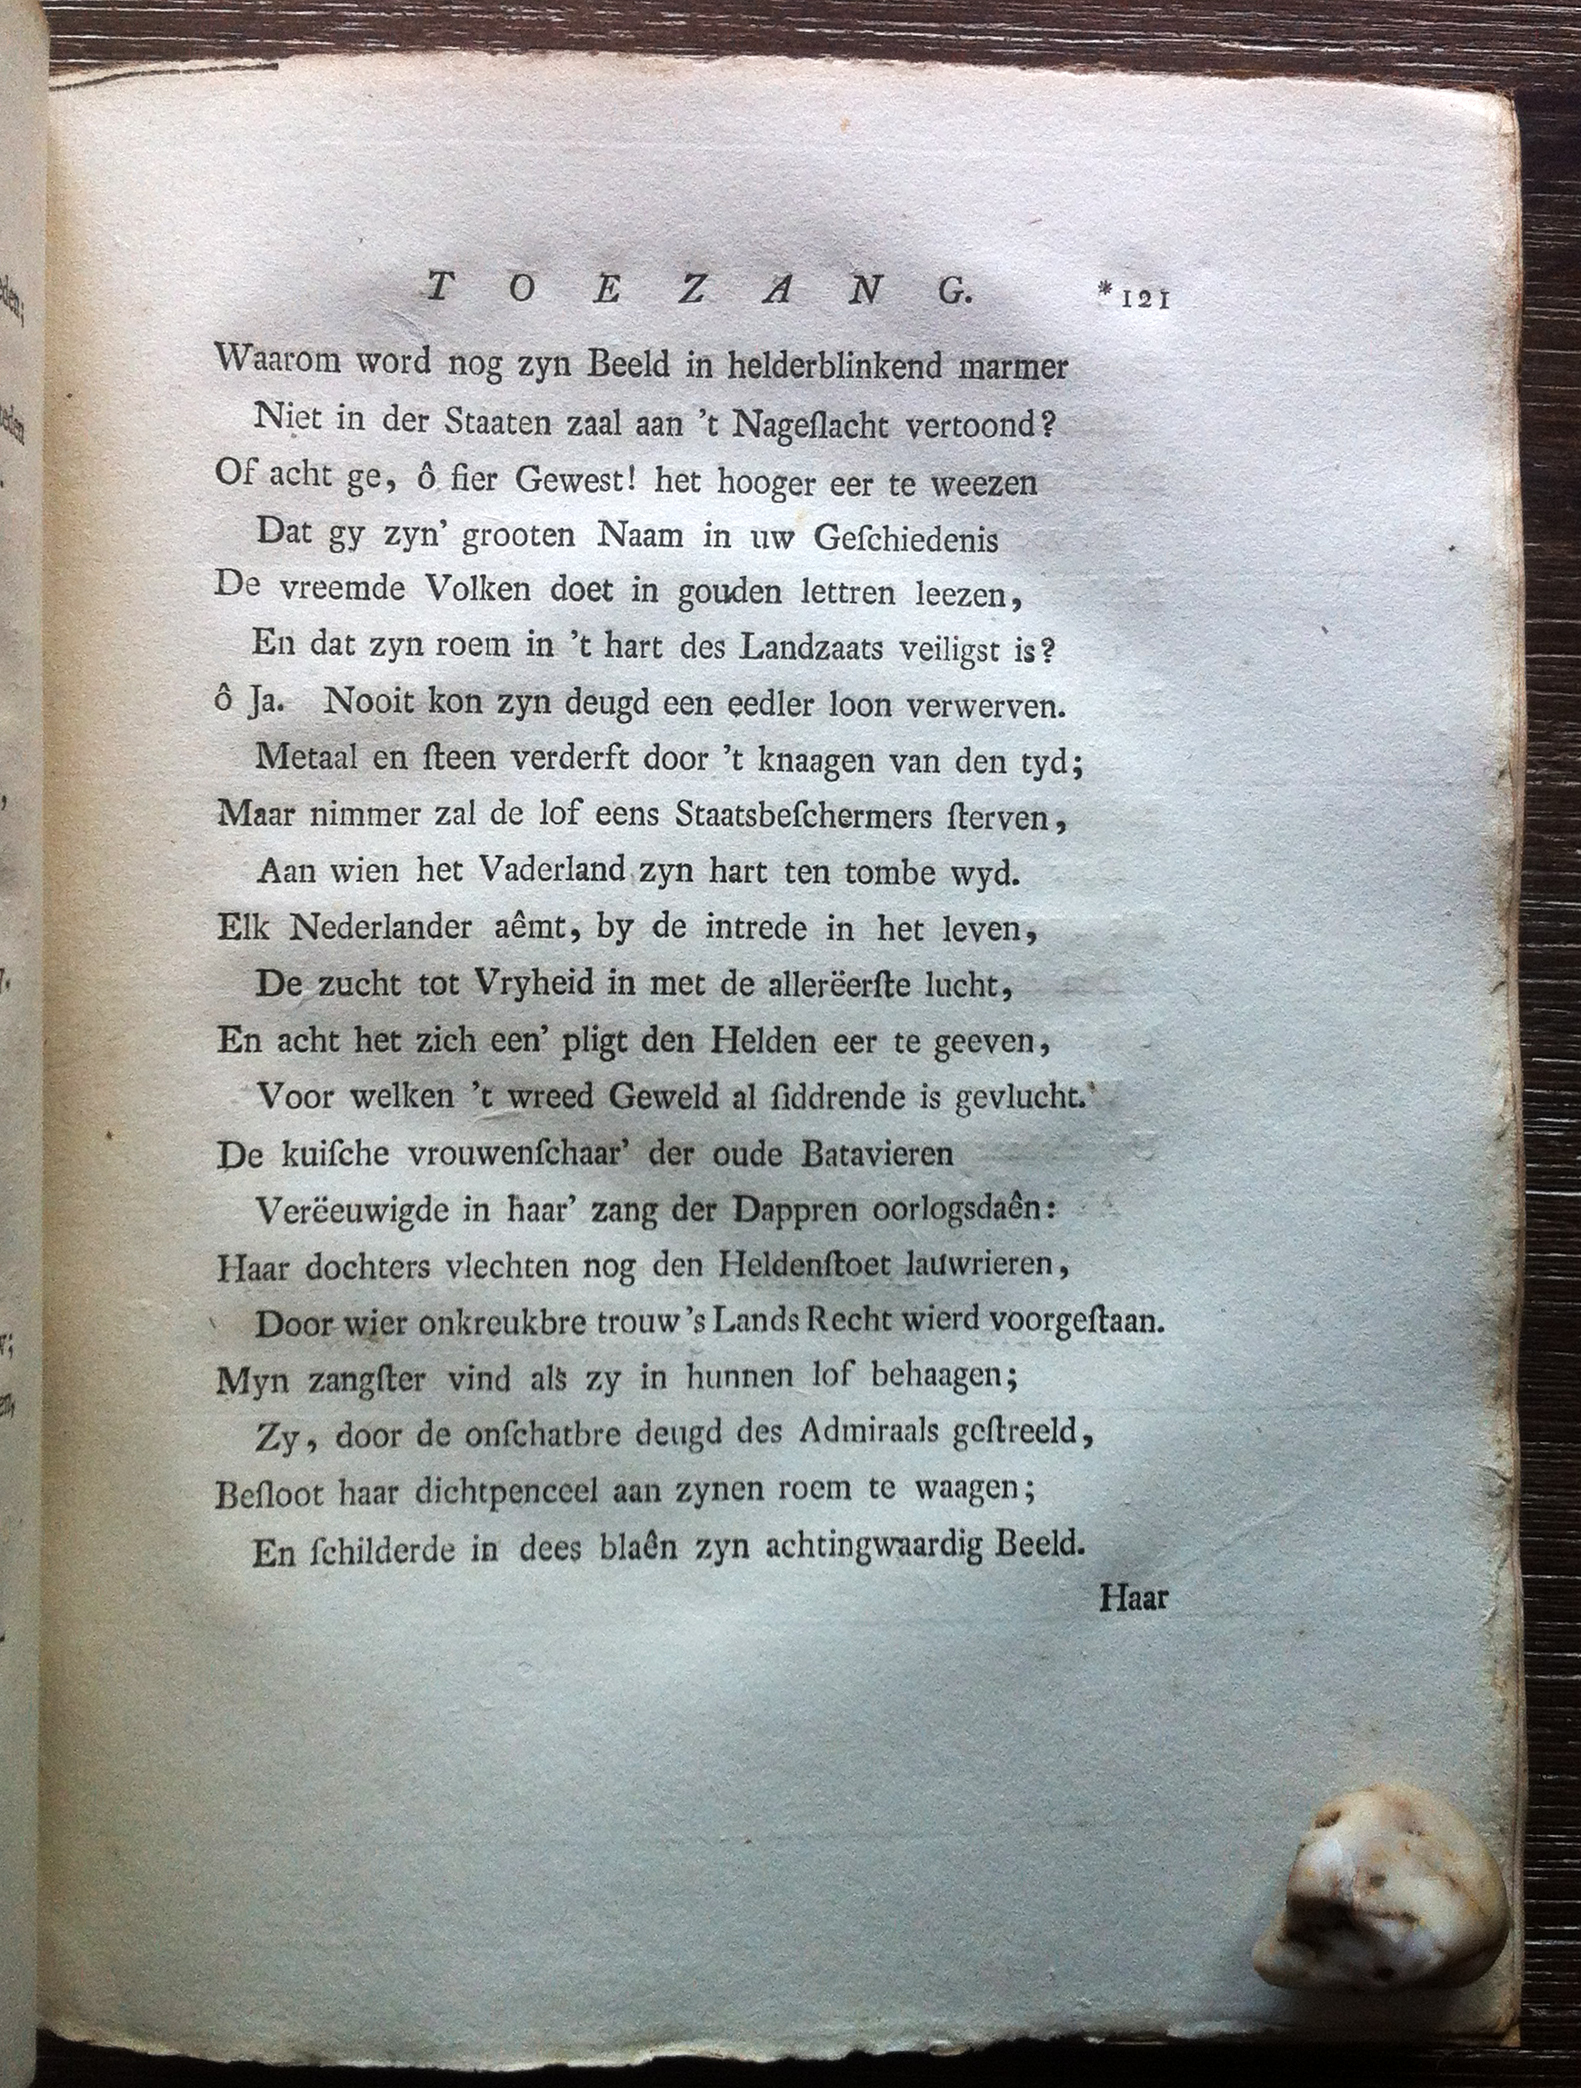 TOEZANG. *121
Waarom word nog zyn Beeld in helderblinkend marmer
Niet in der Staaten zaal aan 't Nageſlacht vertoond?
Of acht ge, ô fier Gewest! het hooger eer te weezen
Dat gy zyn' grooten Naam in uw Geſchiedenis
De vreemde Volken doet in gouden lettren leezen,
En dat zyn roem in 't hart des Landzaats veiligst is?
ô Ja. Nooit kon zyn deugd een eedler loon verwerven.
Metaal en ſteen verderft door 't knaagen van den tyd;
Maar nimmer zal de lof eens Staatsbeſchermers ſterven,
Aan wien het Vaderland zyn hart ten tombe wyd.
Elk Nederlander aêmt, by de intrede in het leven,
De zucht tot Vryheid in met de allerëerſte lucht,
En acht het zich een' pligt den Helden eer te geeven,
Voor welken 't wreed Geweld al ſiddrende is gevlucht.
De kuiſche vrouwenſchaar' der oude Batavieren
Verëeuwigde in haar' zang der Dappren oorlogsdaên:
Haar dochters vlechten nog den Heldenſtoet lauwrieren,
Door wier onkreukbre trouw 's Lands Recht wierd voorgeſtaan.
Myn zangſter vind als zy in hunnen lof behaagen;
Zy, door de onſchatbre deugd des Admiraals geſtreeld,
Beſloot haar dichtpenceel aan zynen roem te waagen;
En ſchilderde in dees blaên zyn achtingwaardig Beeld.
Haar